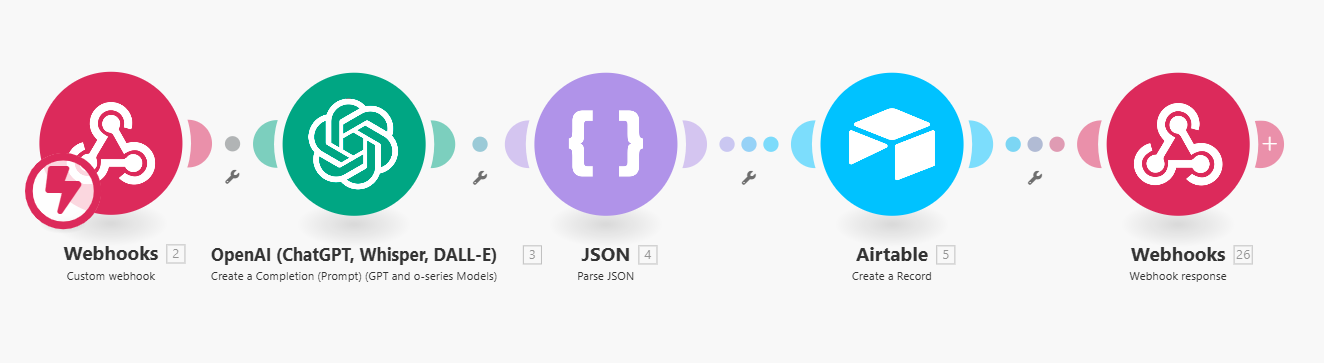 Webhooks 2
Custom webhook
OpenAI (ChatGPT, Whisper, DALL-E) 3
Create a Completion (Prompt) (GPT and o-series Models)
JSON 4
Parse JSON
Airtable 5
Create a Record
Webhooks 26
Webhook response